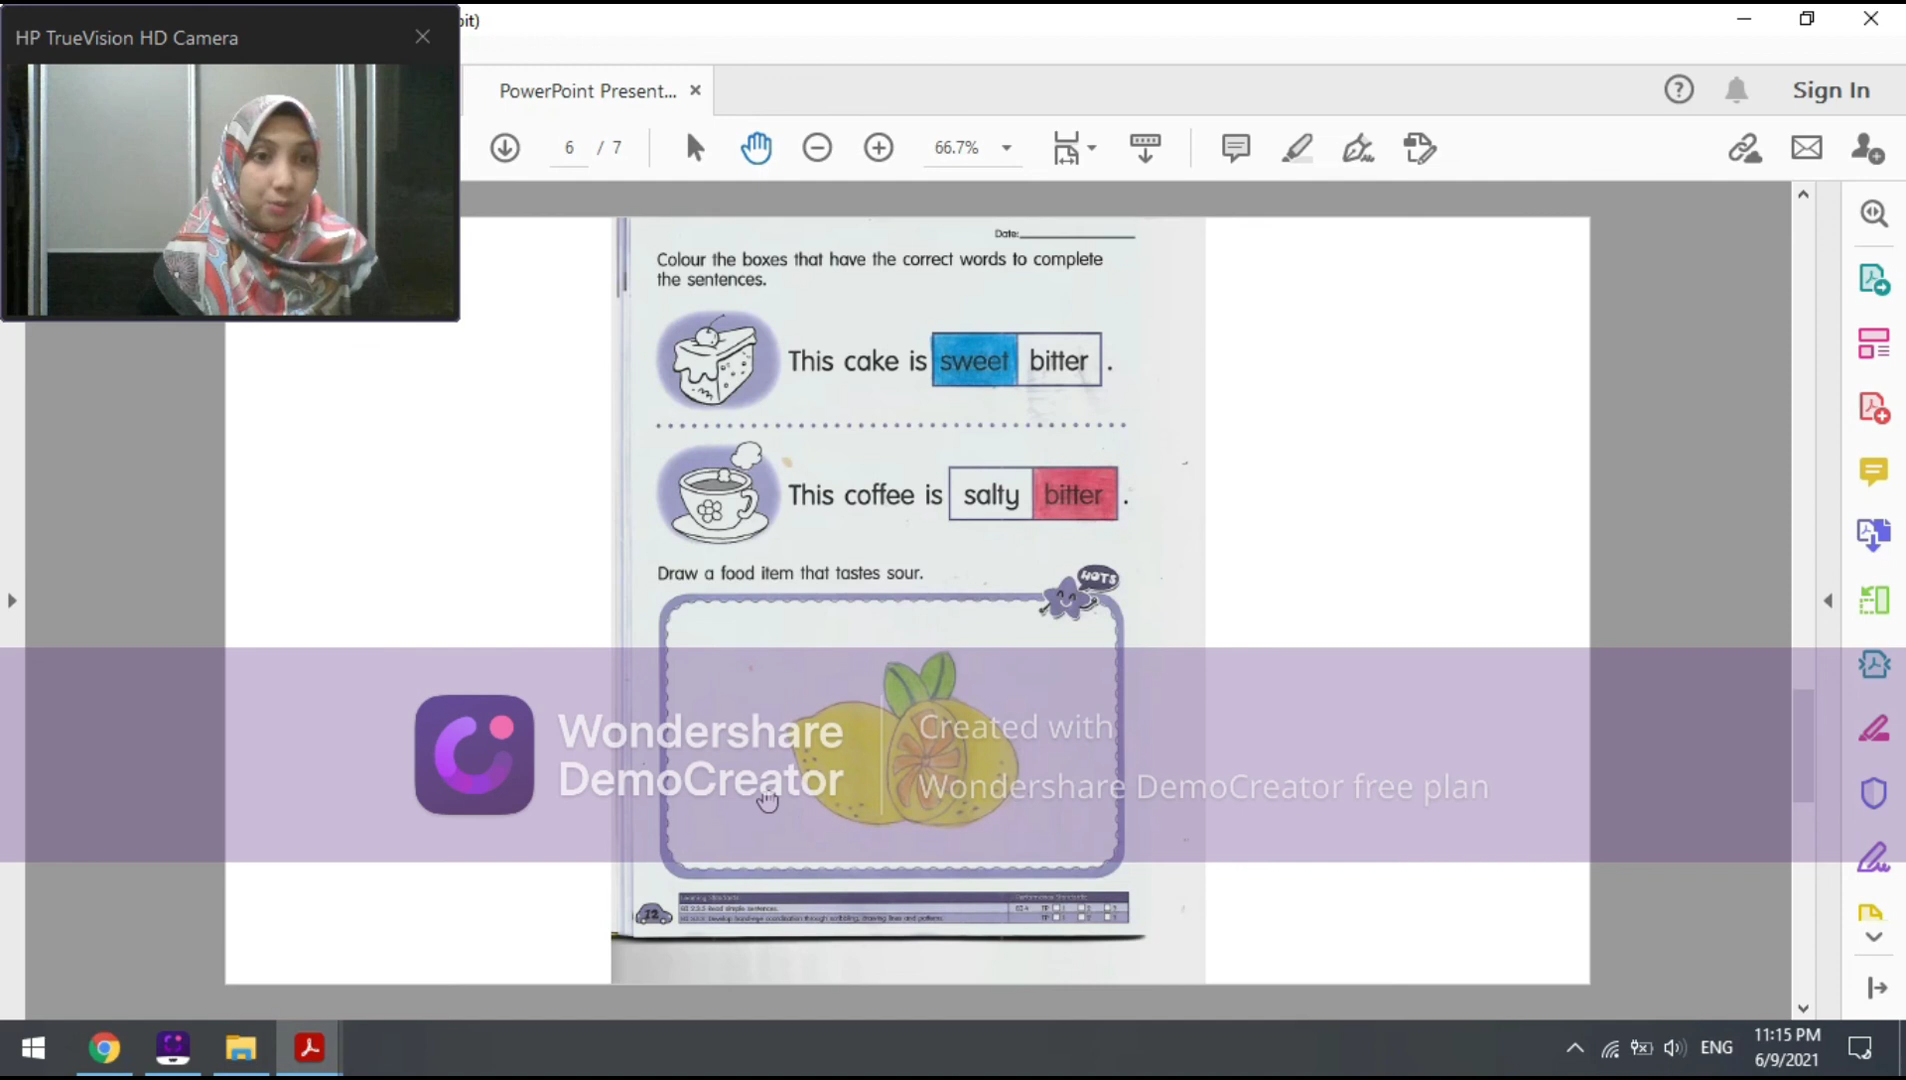 bit)
HP TrueVision HD Camera
PowerPoint Present...
Sign In
6 / 7
66.7%
Date:
Colour the boxes that have the correct words to complete
the sentences.
This cake is sweet bitter .
This coffee is salty bitter .
Draw a food item that tastes sour.
HOTS
Wondershare
DemoCreator
Created with
Wondershare DemoCreator free plan
12
ENG
11:15 PM
6/9/2021